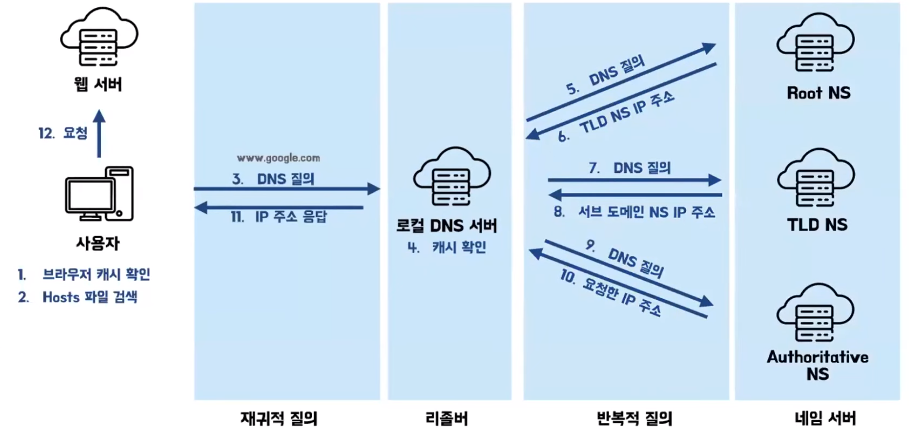 웹 서버
12. 요청
사용자
1. 브라우저 캐시 확인
2. Hosts 파일 검색
www.google.com
3. DNS 질의
11. IP 주소 응답
재귀적 질의
로컬 DNS 서버
4. 캐시 확인
리졸버
5. DNS 질의
6. TLD NS IP 주소
7. DNS 질의
8. 서브 도메인 NS IP 주소
9. DNS 질의
10. 요청한 IP 주소
반복적 질의
Root NS
TLD NS
Authoritative
NS
네임 서버